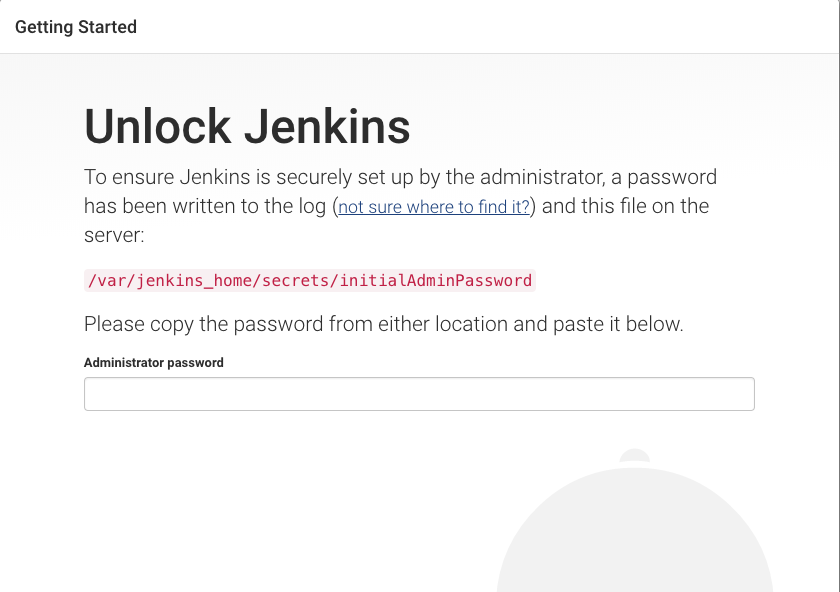 Getting Started
Unlock Jenkins
To ensure Jenkins is securely set up by the administrator, a password
has been written to the log (not sure where to find it?) and this file on the
server:
/var/jenkins_home/secrets/initialAdminPassword
Please copy the password from either location and paste it below.
Administrator password